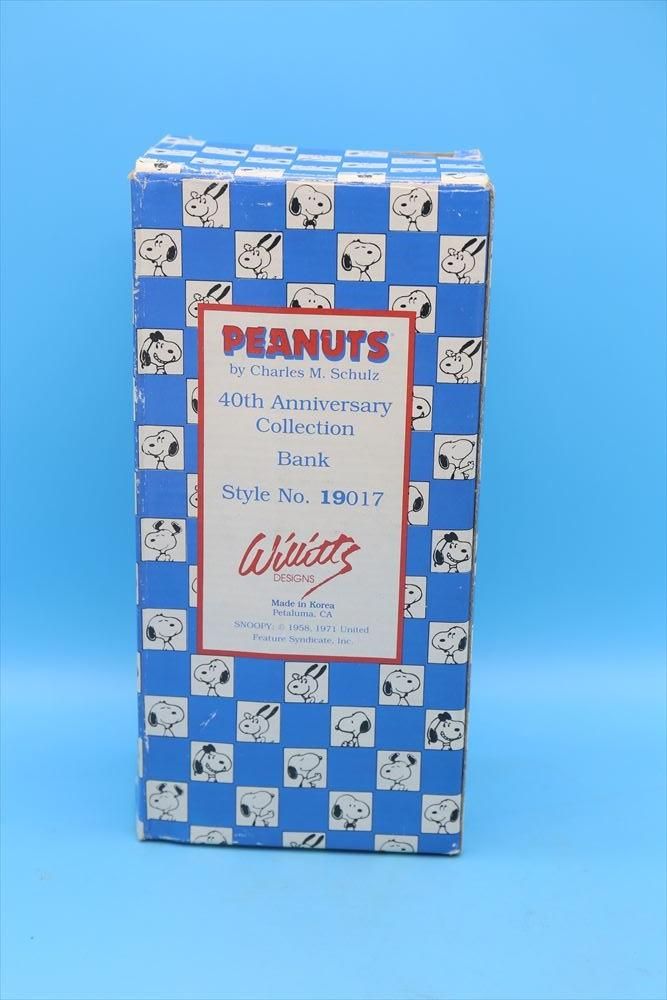 PEANUTS
by Charles M. Schulz
40th Anniversary
Collection
Bank
Style No. 19017
Willitts
DESIGNS
Made in Korea
Petaluma, CA
SNOOPY: © 1958, 1971 United
Feature Syndicate, Inc.